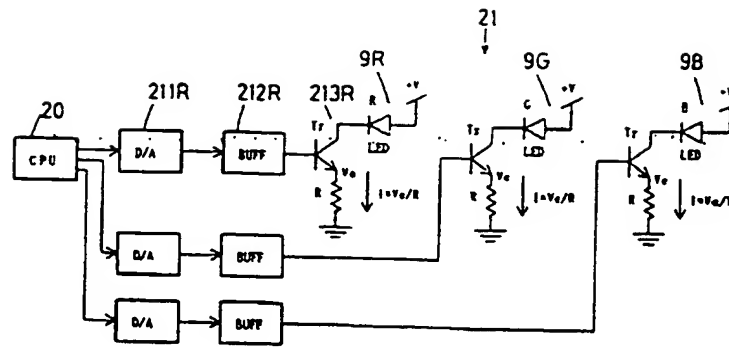 21
9R
9G
9B
211R
212R
213R
20
+V
+V
+V
R
G
B
CPU
D/A
BUFF
Tr
LED
Tr
LED
Tr
LED
Ve
Ve
Ve
R
i=Ve/R
R
i=Ve/R
R
i=Ve/R
D/A
BUFF
D/A
BUFF